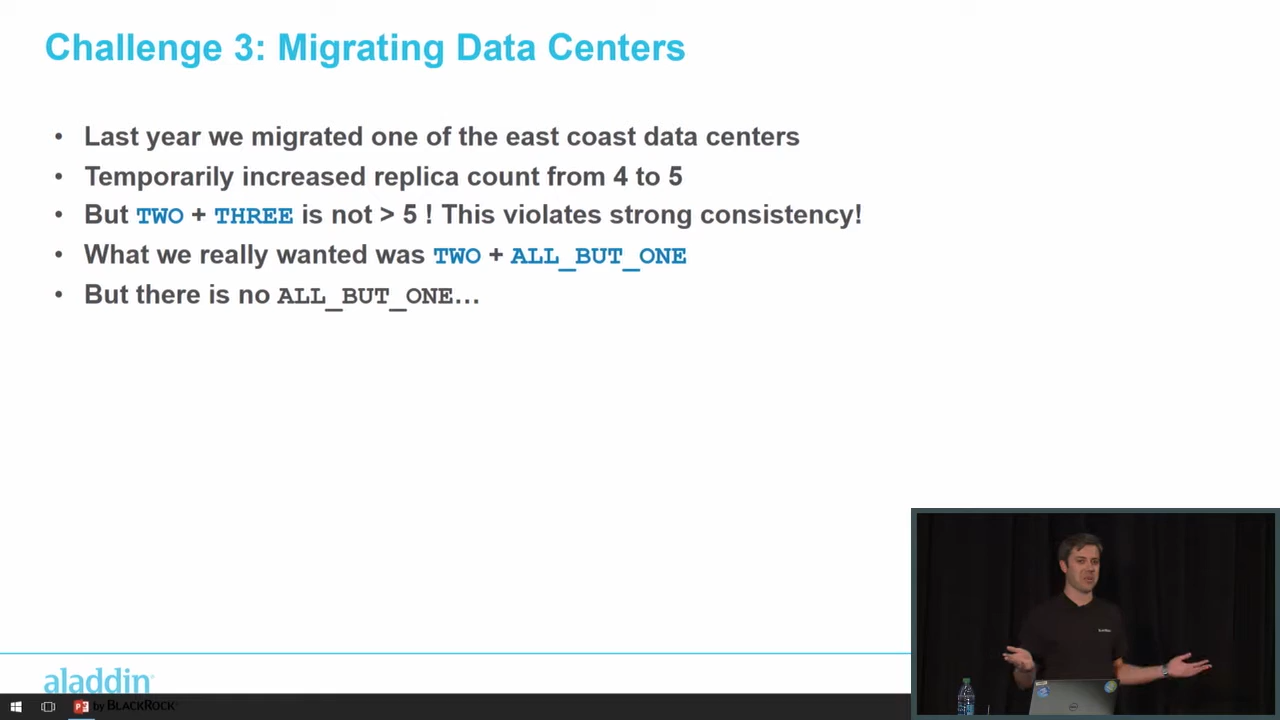 Challenge 3: Migrating Data Centers
• Last year we migrated one of the east coast data centers
• Temporarily increased replica count from 4 to 5
• But TWO + THREE is not > 5 ! This violates strong consistency!
• What we really wanted was TWO + ALL_BUT_ONE
• But there is no ALL_BUT_ONE…
aladdin
by BLACKROCK